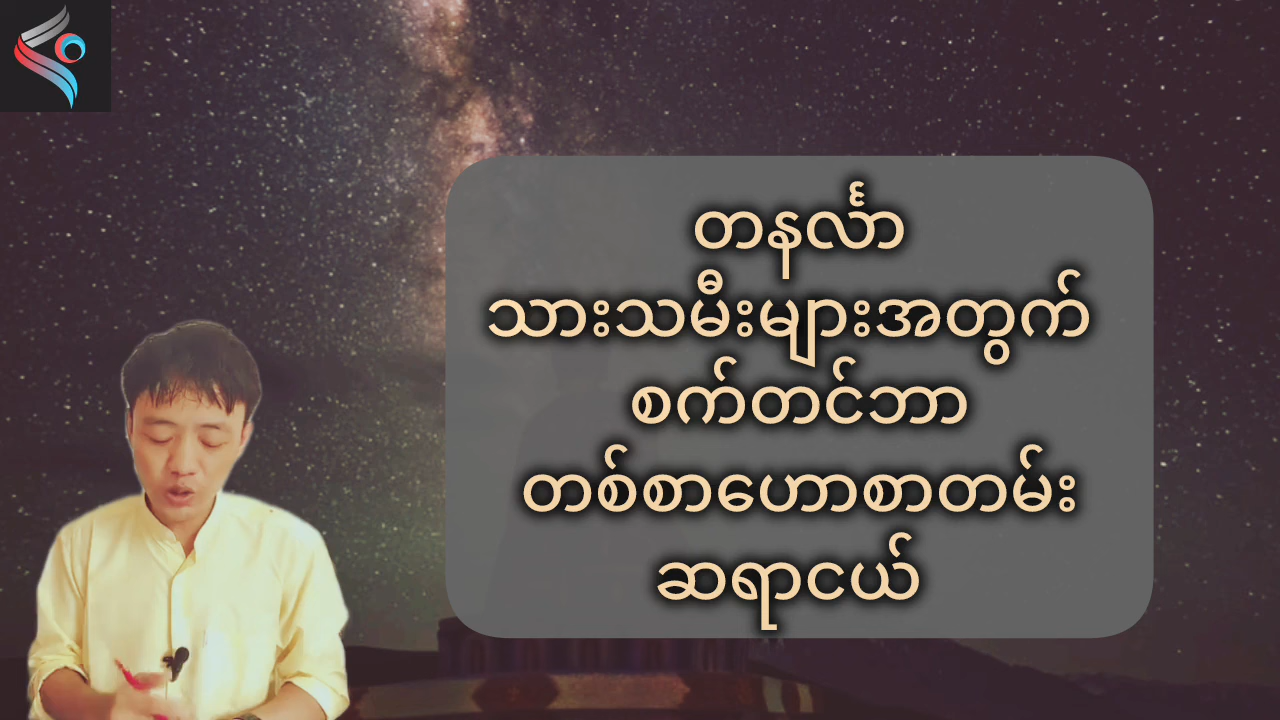 တနင်္လာ
သားသမီးများအတွက်
စက်တင်ဘာ
တစ်စာဟောစာတမ်း
ဆရာငယ်